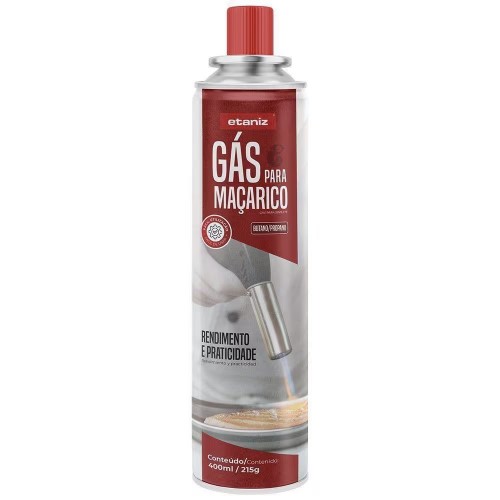 etaniz
GÁS
PARA
MAÇARICO
BUTANO/PROPANO
RENDIMENTO
E PRATICIDADE
Conteúdo/Contenido
400ml / 215g